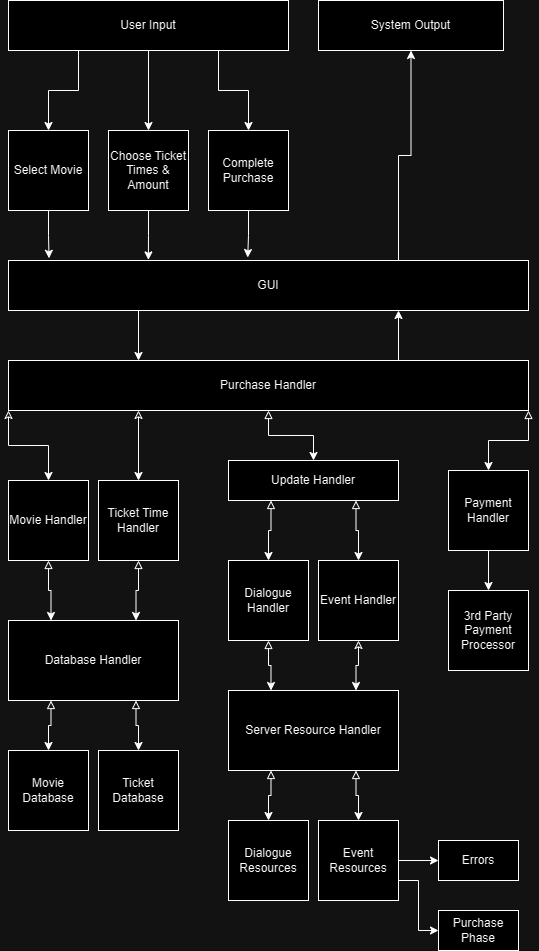 User Input
System Output
Select Movie
Choose Ticket
Times &
Amount
Complete
Purchase
GUI
Purchase Handler
Movie Handler
Ticket Time
Handler
Update Handler
Payment
Handler
Dialogue
Handler
Event Handler
3rd Party
Payment
Processor
Database Handler
Server Resource Handler
Movie
Database
Ticket
Database
Dialogue
Resources
Event
Resources
Errors
Purchase
Phase